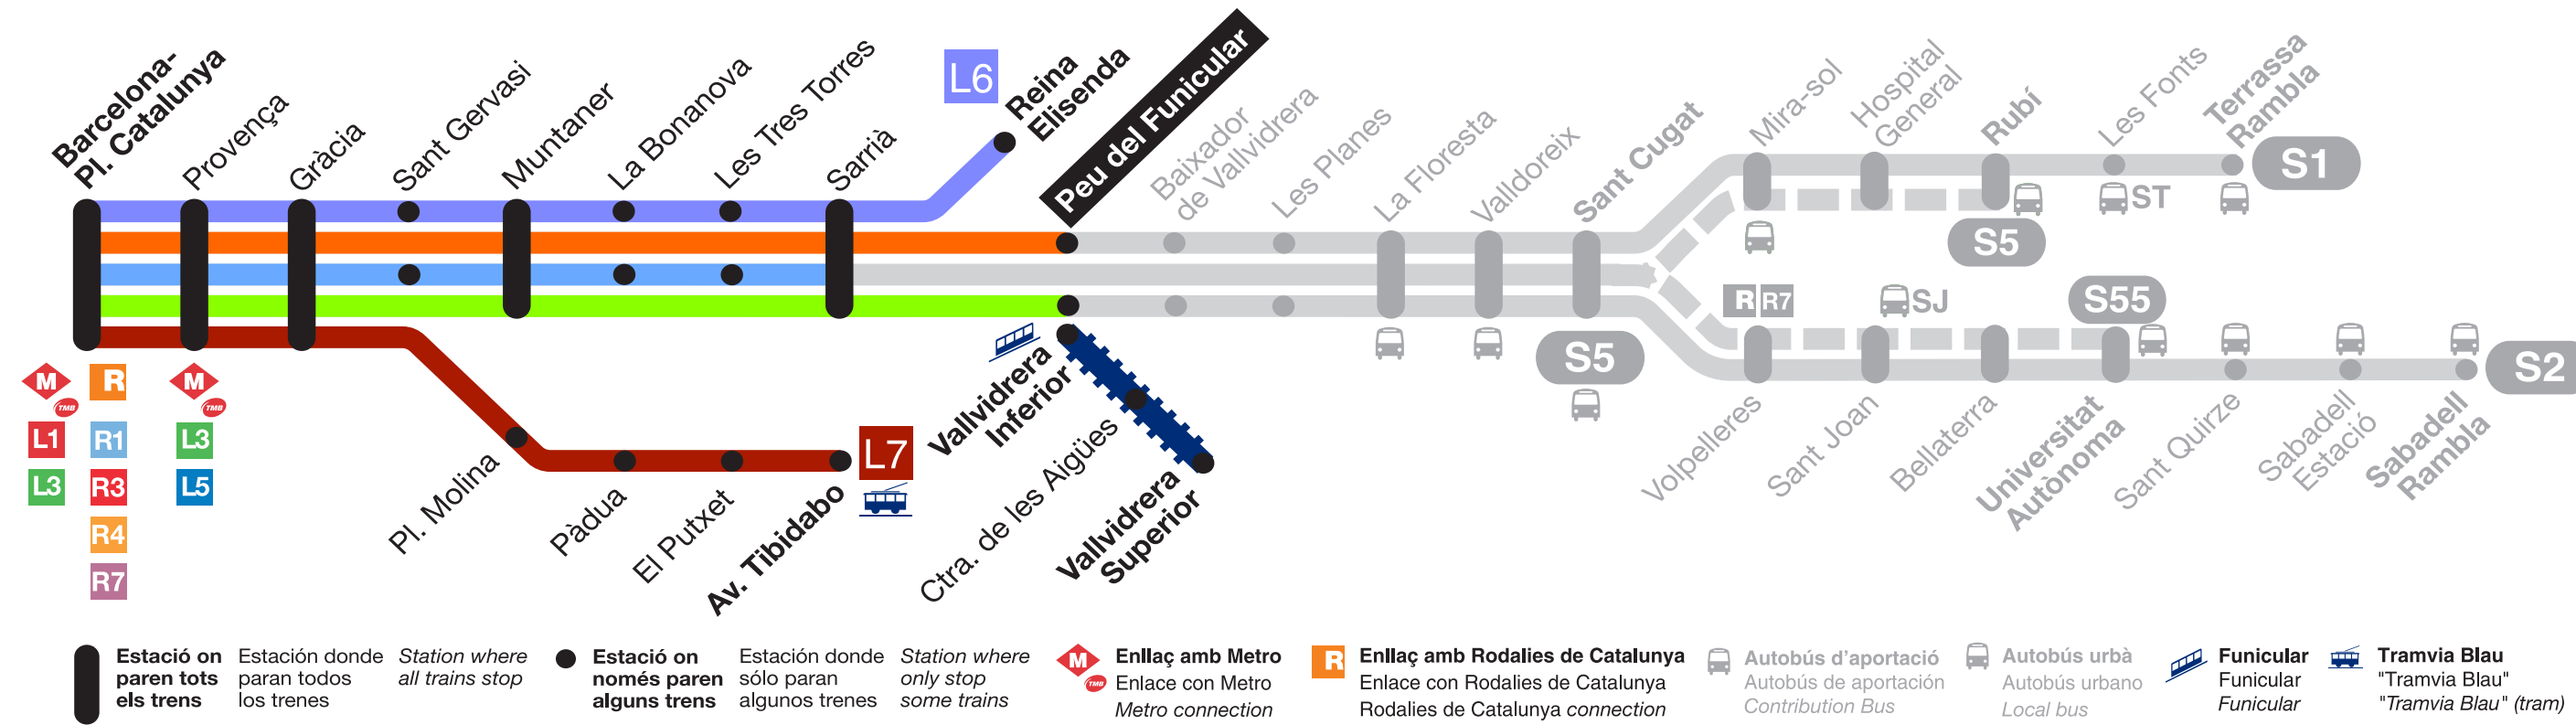 Barcelona-
Pl. Catalunya
Provença
Gràcia
Sant Gervasi
Muntaner
La Bonanova
Les Tres Torres
Sarrià
L6
Reina
Elisenda
Peu del Funicular
Baixador
de Vallvidrera
Les Planes
La Floresta
Valldoreix
Sant Cugat
Mira-sol
Hospital
General
Rubí
Les Fonts
Terrassa
Rambla
S1
ST
S5
S5
R R7
SJ
S55
S2
Volpelleres
Sant Joan
Bellaterra
Universitat
Autònoma
Sant Quirze
Sabadell
Estació
Sabadell
Rambla
M
TMB
R
M
TMB
L1
R1
L3
L3
R3
L5
R4
R7
Pl. Molina
Pàdua
El Putxet
Av. Tibidabo
L7
Vallvidrera
Inferior
Ctra. de les Aigües
Vallvidrera
Superior
Estació on
paren tots
els trens
Estación donde
paran todos
los trenes
Station where
all trains stop
Estació on
només paren
alguns trens
Estación donde
sólo paran
algunos trenes
Station where
only stop
some trains
M
TMB
Enllaç amb Metro
Enlace con Metro
Metro connection
R
Enllaç amb Rodalies de Catalunya
Enlace con Rodalies de Catalunya
Rodalies de Catalunya connection
Autobús d'aportació
Autobús de aportación
Contribution Bus
Autobús urbà
Autobús urbano
Local bus
Funicular
Funicular
Funicular
Tramvia Blau
"Tramvia Blau"
"Tramvia Blau" (tram)